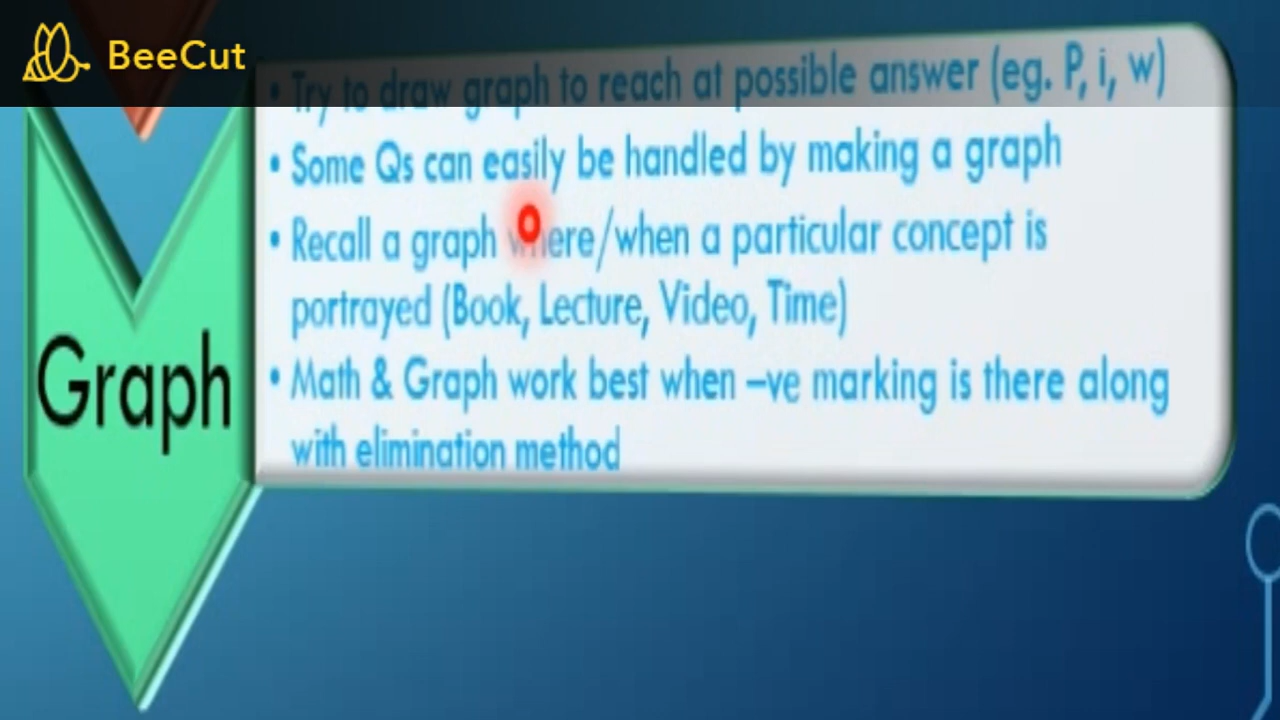 BeeCut
• Try to draw graph to reach at possible answer (eg. P, i, w)
• Some Qs can easily be handled by making a graph
• Recall a graph where/when a particular concept is
portrayed (Book, Lecture, Video, Time)
• Math & Graph work best when –ve marking is there along
with elimination method
Graph